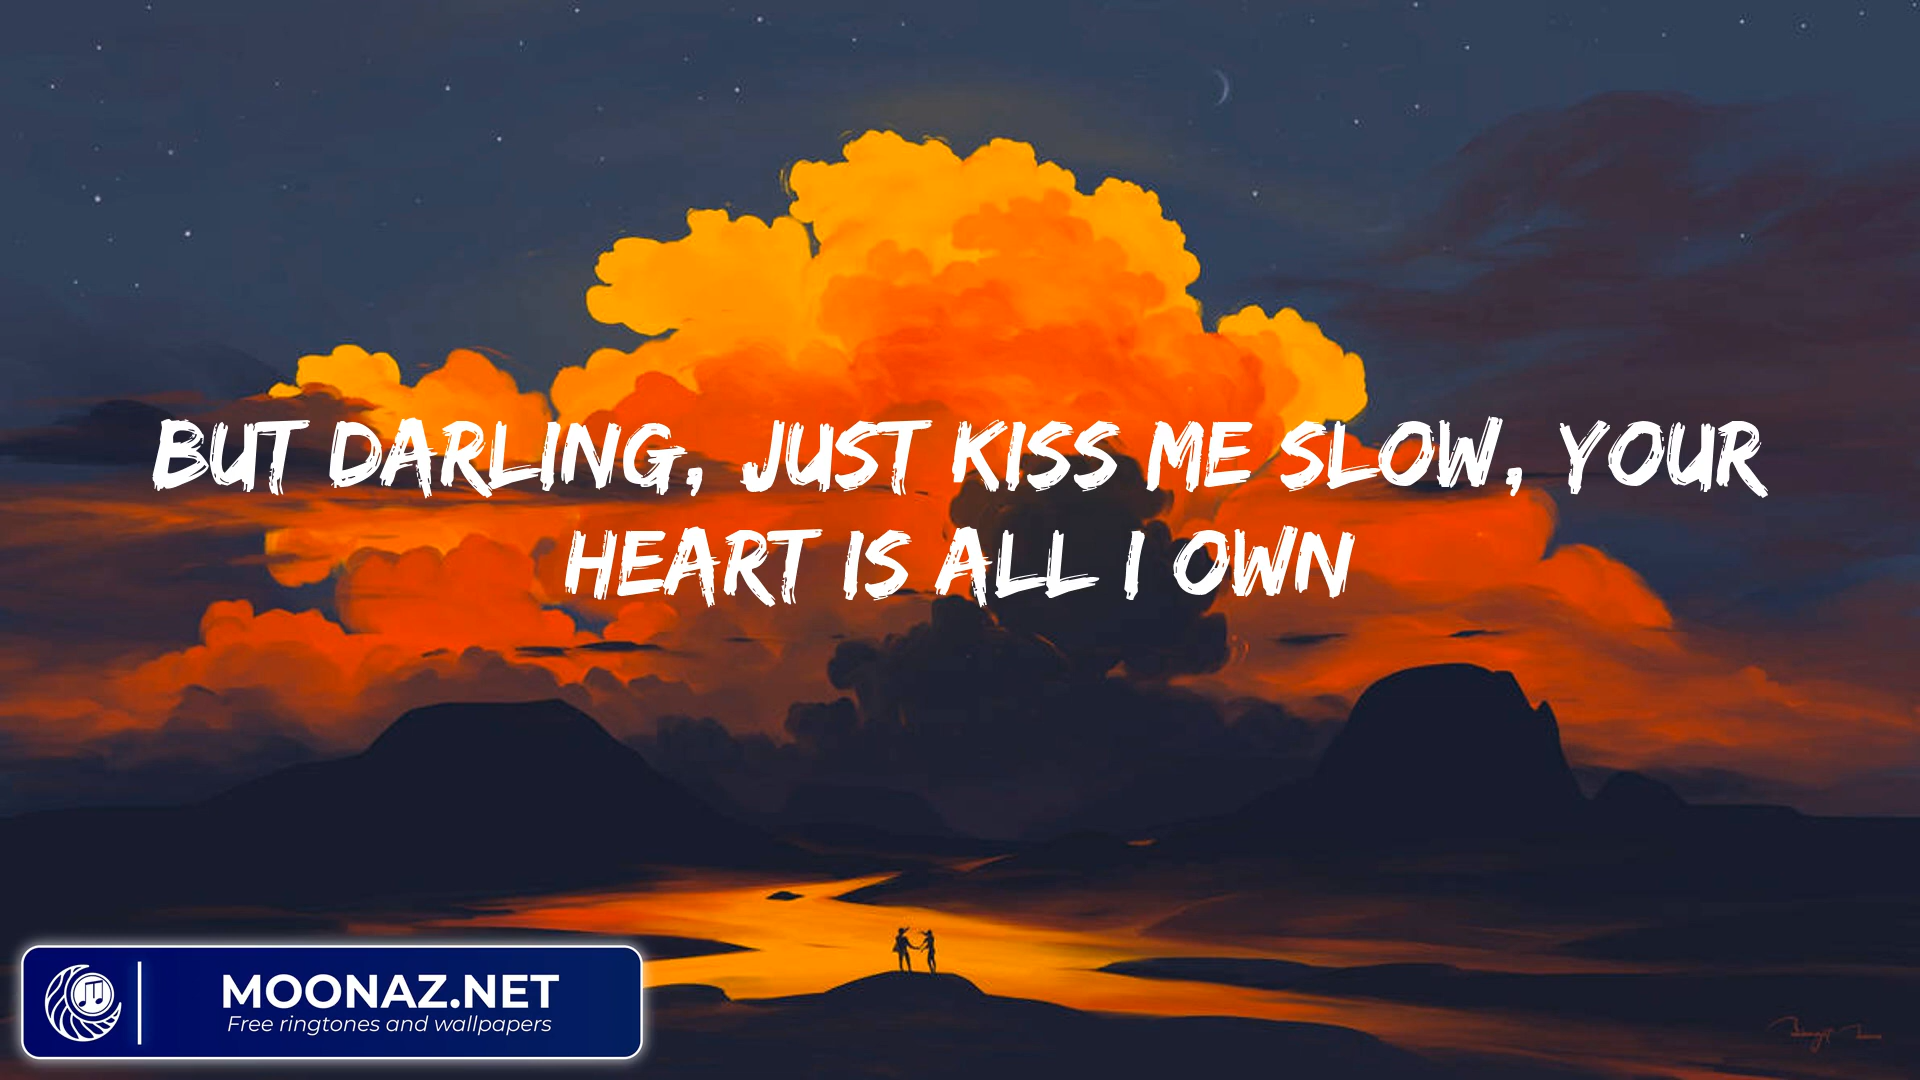 BUT DARLING, JUST KISS ME SLOW, YOUR
HEART IS ALL I OWN
MOONAZ.NET
Free ringtones and wallpapers